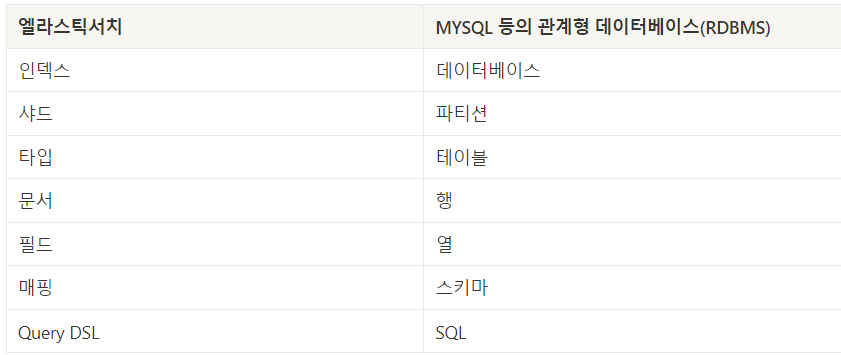 엘라스틱서치 MYSQL 등의 관계형 데이터베이스(RDBMS)
인덱스 데이터베이스
샤드 파티션
타입 테이블
문서 행
필드 열
매핑 스키마
Query DSL SQL